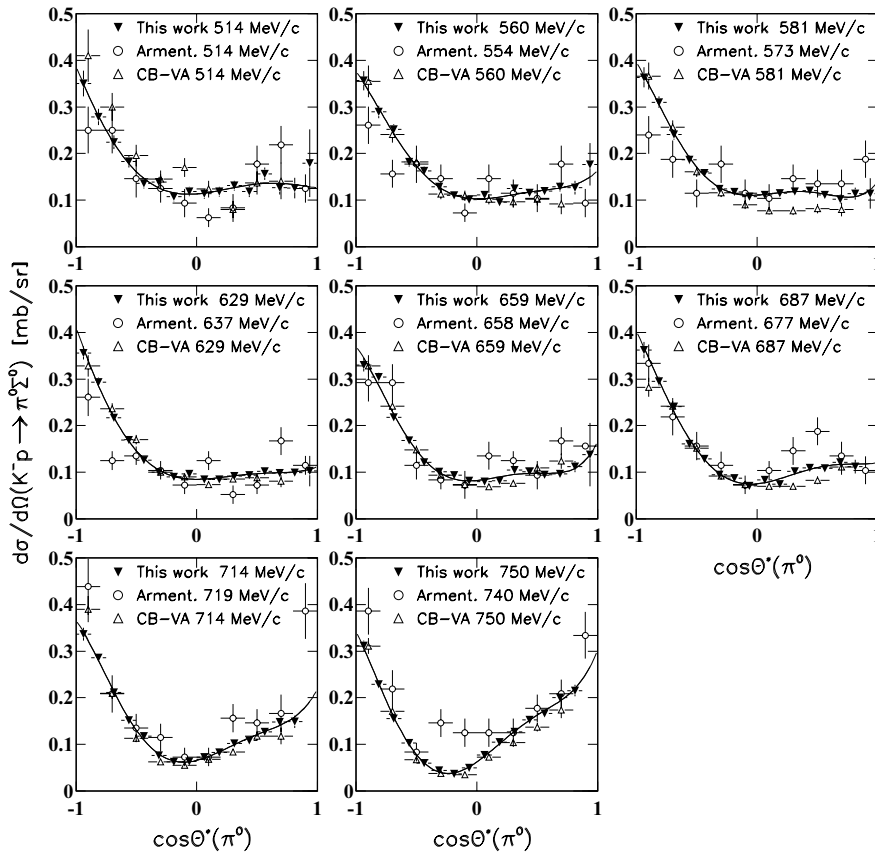 dσ/dΩ(K⁻p → π⁰Σ⁰) [mb/sr]
0.5
0.4
0.3
0.2
0.1
0
-1
0
1
▼ This work 514 MeV/c
○ Arment. 514 MeV/c
△ CB-VA 514 MeV/c
0.5
0.4
0.3
0.2
0.1
0
-1
0
1
▼ This work 560 MeV/c
○ Arment. 554 MeV/c
△ CB-VA 560 MeV/c
0.5
0.4
0.3
0.2
0.1
0
-1
0
1
▼ This work 581 MeV/c
○ Arment. 573 MeV/c
△ CB-VA 581 MeV/c
0.5
0.4
0.3
0.2
0.1
0
-1
0
1
▼ This work 629 MeV/c
○ Arment. 637 MeV/c
△ CB-VA 629 MeV/c
0.5
0.4
0.3
0.2
0.1
0
-1
0
1
▼ This work 659 MeV/c
○ Arment. 658 MeV/c
△ CB-VA 659 MeV/c
0.5
0.4
0.3
0.2
0.1
0
-1
0
1
▼ This work 687 MeV/c
○ Arment. 677 MeV/c
△ CB-VA 687 MeV/c
cosΘ*(π⁰)
0.5
0.4
0.3
0.2
0.1
0
-1
0
1
▼ This work 714 MeV/c
○ Arment. 719 MeV/c
△ CB-VA 714 MeV/c
cosΘ*(π⁰)
0.5
0.4
0.3
0.2
0.1
0
-1
0
1
▼ This work 750 MeV/c
○ Arment. 740 MeV/c
△ CB-VA 750 MeV/c
cosΘ*(π⁰)